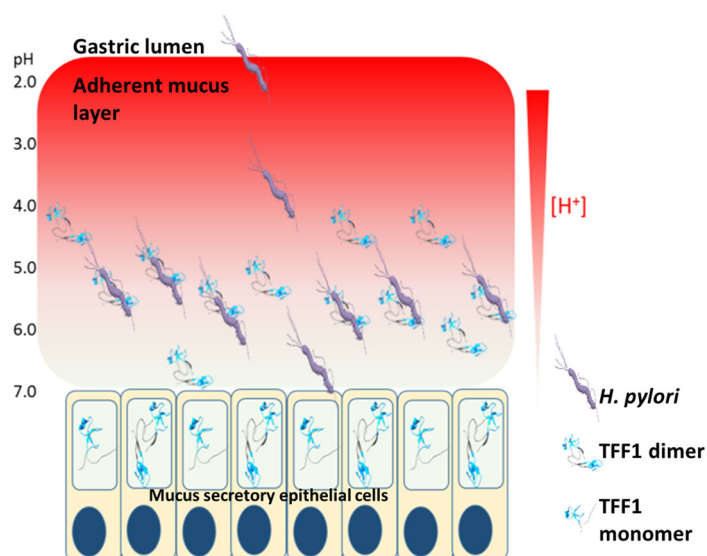 Gastric lumen
pH
2.0
Adherent mucus
layer
3.0
4.0
[H⁺]
5.0
6.0
7.0
H. pylori
TFF1 dimer
Mucus secretory epithelial cells
TFF1
monomer